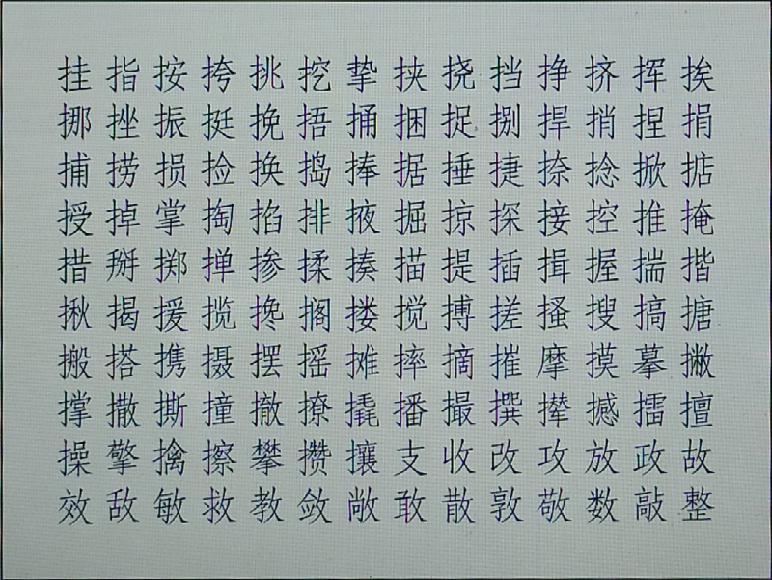 挂指按挎挑挖挚挟挠挡挣挤挥挨
挪挫振挺挽捂捅捆捉捌捍捎捏捐
捕捞损捡换捣捧据捶捷捺捻掀掂
授掉掌掏掐排掖掘掠探接控推掩
措掰掷掸掺揉揍描提插揖握揣揩
揪揭援揽搀搁搂搅搏搓搔搜搞搪
搬搭携摄摆摇摊摔摘摧摩摸摹撇
撑撒撕撞撤撩撬播撮撰撵撼擂擅
操擎擒擦攀攒攘支收改攻放政故
效敌敏救教敛敞敢散敦敬数敲整